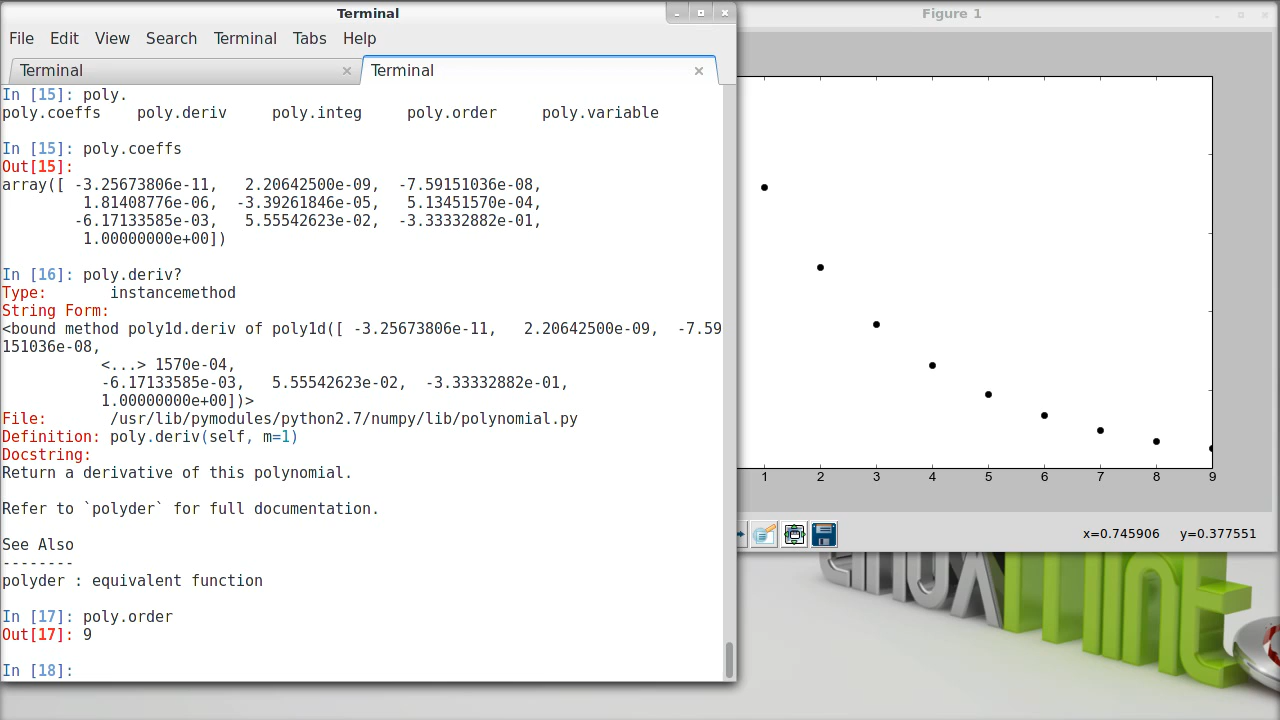 Terminal
File Edit View Search Terminal Tabs Help
Terminal
Terminal
In [15]: poly.
poly.coeffs poly.deriv poly.integ poly.order poly.variable
In [15]: poly.coeffs
Out[15]:
array([ -3.25673806e-11, 2.20642500e-09, -7.59151036e-08,
1.81408776e-06, -3.39261846e-05, 5.13451570e-04,
-6.17133585e-03, 5.55542623e-02, -3.33332882e-01,
1.00000000e+00])
In [16]: poly.deriv?
Type: instancemethod
String Form:
<bound method poly1d.deriv of poly1d([ -3.25673806e-11, 2.20642500e-09, -7.59
151036e-08,
<...> 1570e-04,
-6.17133585e-03, 5.55542623e-02, -3.33332882e-01,
1.00000000e+00])>
File: /usr/lib/pymodules/python2.7/numpy/lib/polynomial.py
Definition: poly.deriv(self, m=1)
Docstring:
Return a derivative of this polynomial.
Refer to `polyder` for full documentation.
See Also
--------
polyder : equivalent function
In [17]: poly.order
Out[17]: 9
In [18]:
Figure 1
1 2 3 4 5 6 7 8 9
x=0.745906 y=0.377551
linuxmint